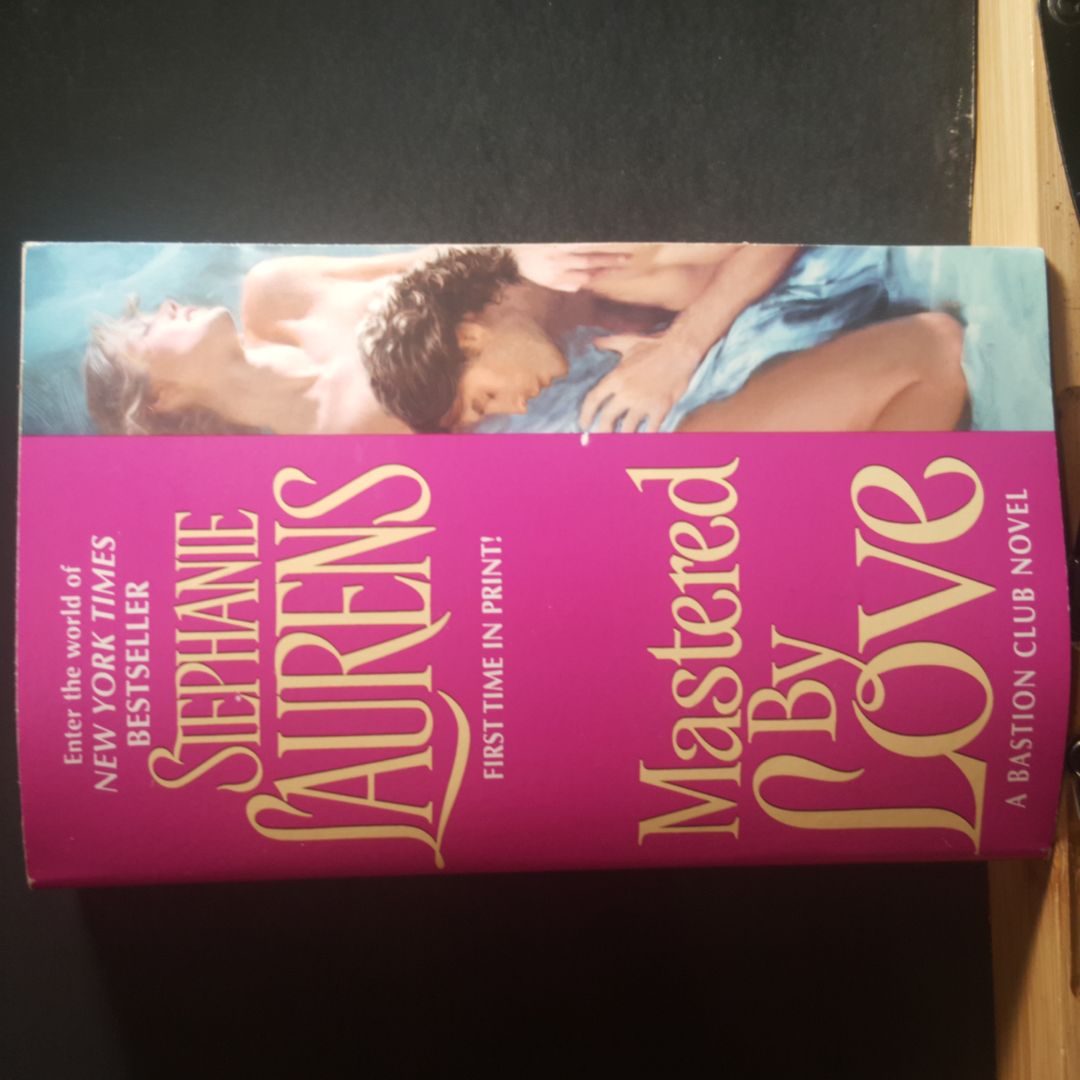 Enter the world of
NEW YORK TIMES
BESTSELLER
STEPHANIE
LAURENS
FIRST TIME IN PRINT!
Mastered
By
Love
A BASTION CLUB NOVEL